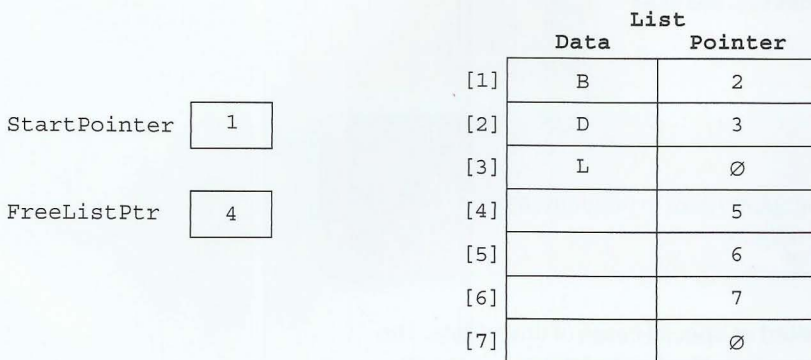 List
Data Pointer
[1] B 2
StartPointer 1
[2] D 3
[3] L Ø
FreeListPtr 4
[4] 5
[5] 6
[6] 7
[7] Ø